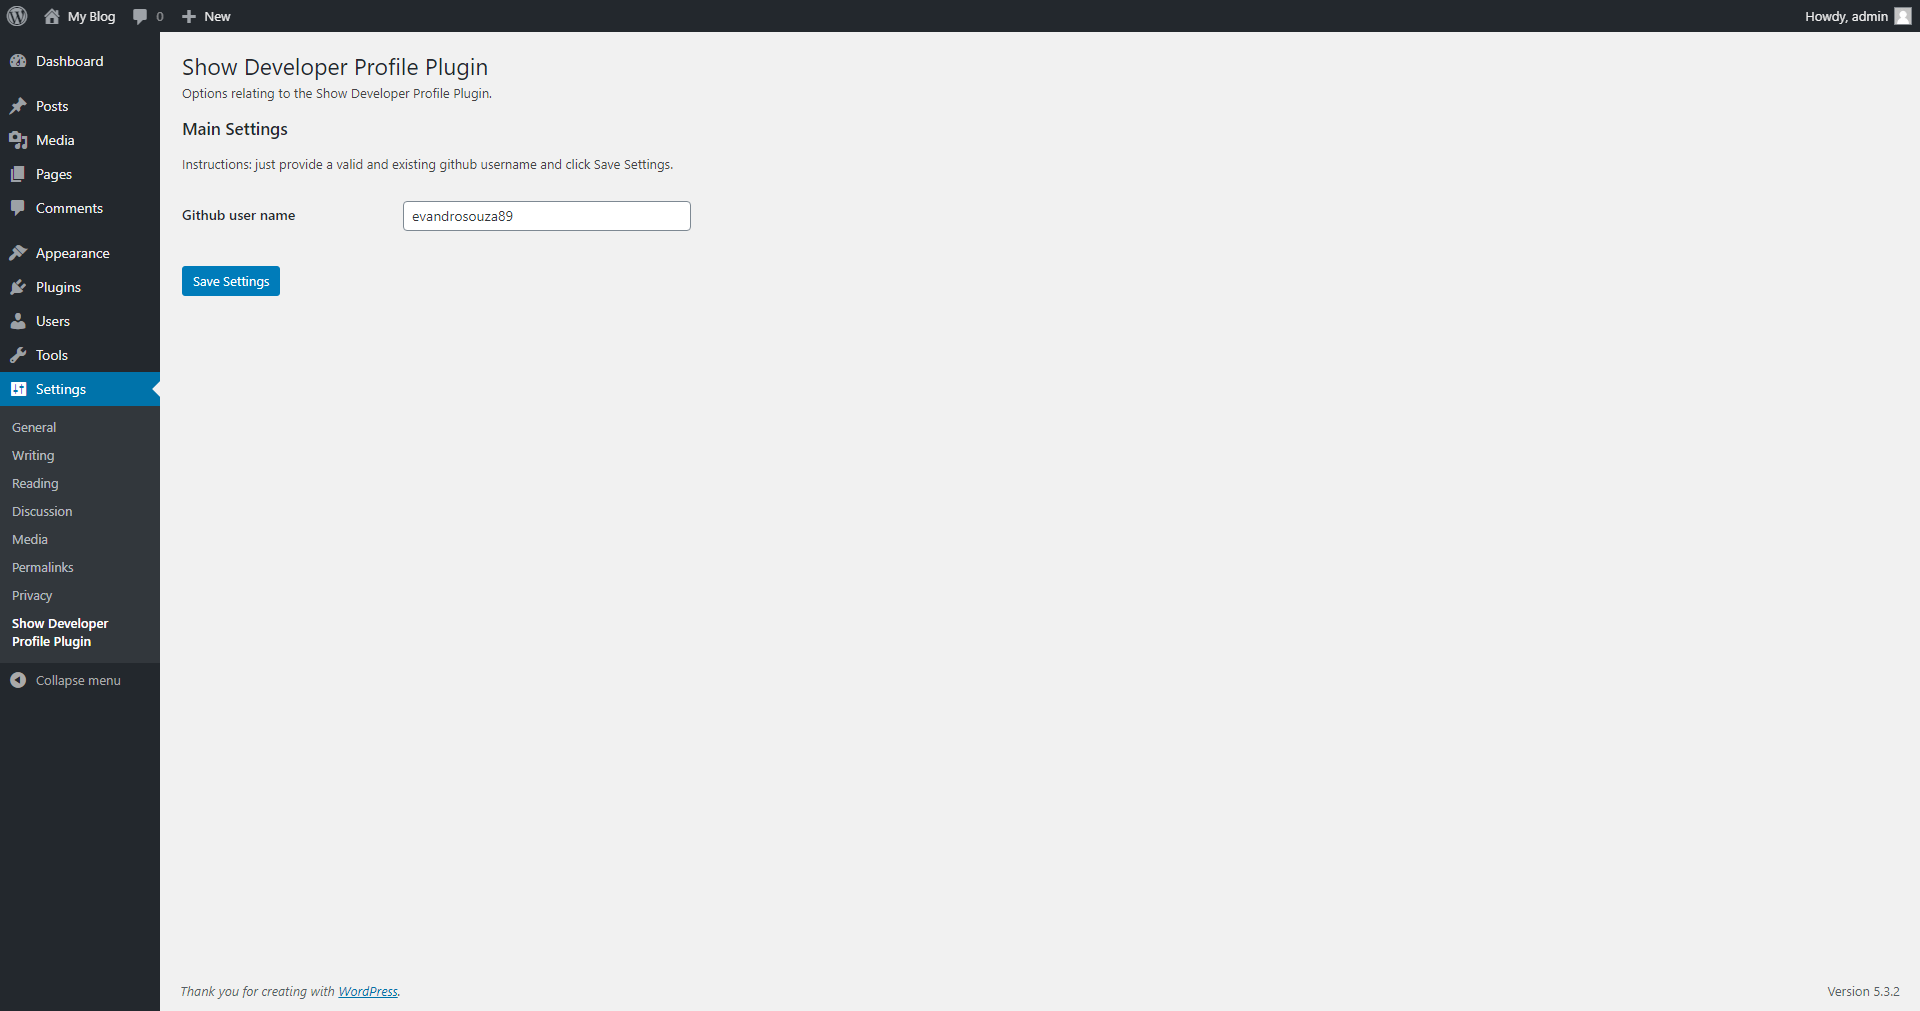 My Blog 0 New Howdy, admin
Dashboard
Posts
Media
Pages
Comments
Appearance
Plugins
Users
Tools
Settings
General
Writing
Reading
Discussion
Media
Permalinks
Privacy
Show Developer
Profile Plugin
Collapse menu
Show Developer Profile Plugin
Options relating to the Show Developer Profile Plugin.
Main Settings
Instructions: just provide a valid and existing github username and click Save Settings.
Github user name evandrosouza89
Save Settings
Thank you for creating with WordPress. Version 5.3.2